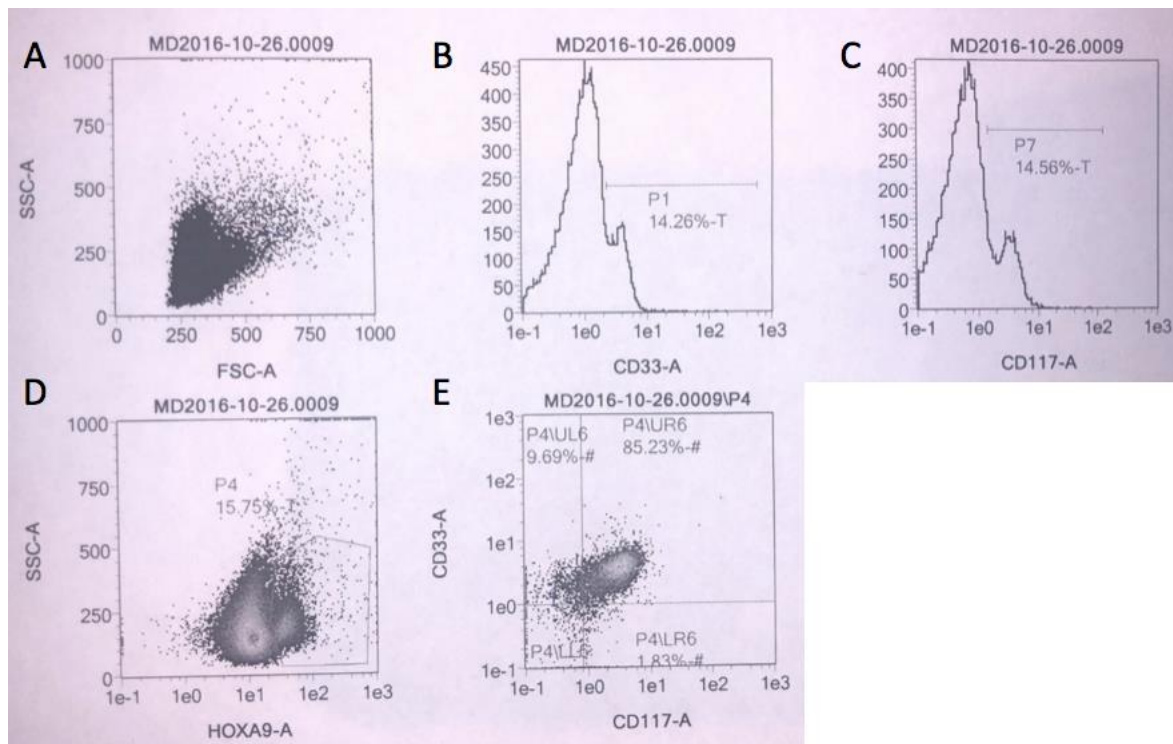 A
MD2016-10-26.0009
1000
750
500
250
0
SSC-A
0 250 500 750 1000
FSC-A
B
MD2016-10-26.0009
450
400
350
300
250
200
150
100
50
0
P1
14.26%-T
1e-1 1e0 1e1 1e2 1e3
CD33-A
C
MD2016-10-26.0009
400
350
300
250
200
150
100
50
0
P7
14.56%-T
1e-1 1e0 1e1 1e2 1e3
CD117-A
D
MD2016-10-26.0009
1000
750
500
250
0
SSC-A
P4
15.75%-T
1e-1 1e0 1e1 1e2 1e3
HOXA9-A
E
MD2016-10-26.0009\P4
1e3
1e2
1e1
1e0
1e-1
CD33-A
P4\UL6
9.69%-#
P4\UR6
85.23%-#
P4\LL6
P4\LR6
1.83%-#
1e-1 1e0 1e1 1e2 1e3
CD117-A